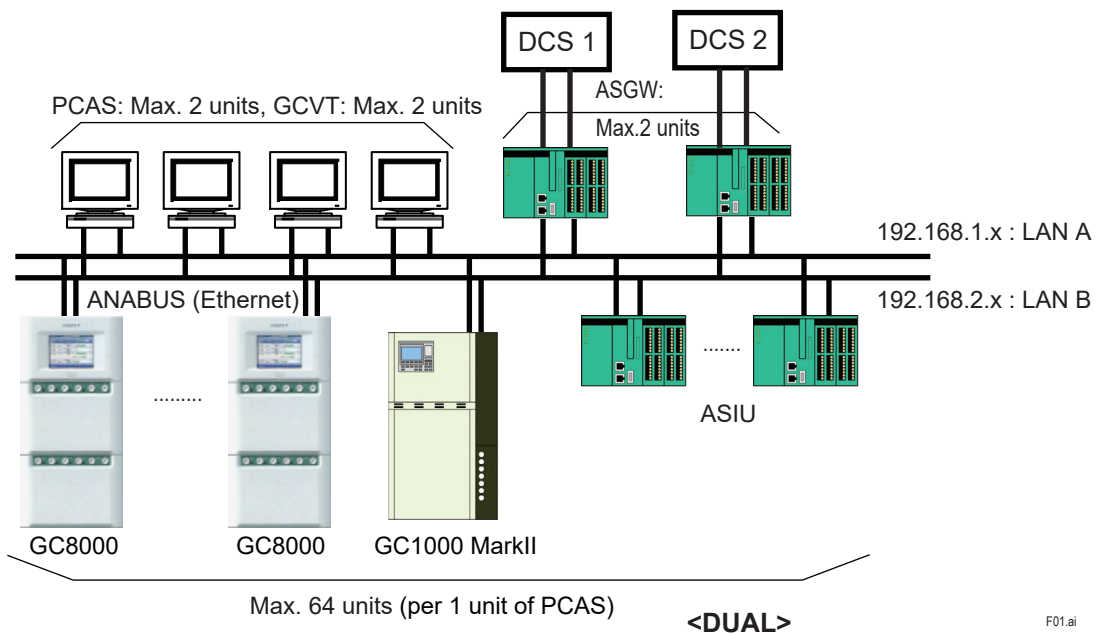 DCS 1
DCS 2
PCAS: Max. 2 units, GCVT: Max. 2 units
ASGW:
Max.2 units
192.168.1.x : LAN A
ANABUS (Ethernet)
192.168.2.x : LAN B
.........
.......
ASIU
GC8000
GC8000
GC1000 MarkII
Max. 64 units (per 1 unit of PCAS)
<DUAL>
F01.ai